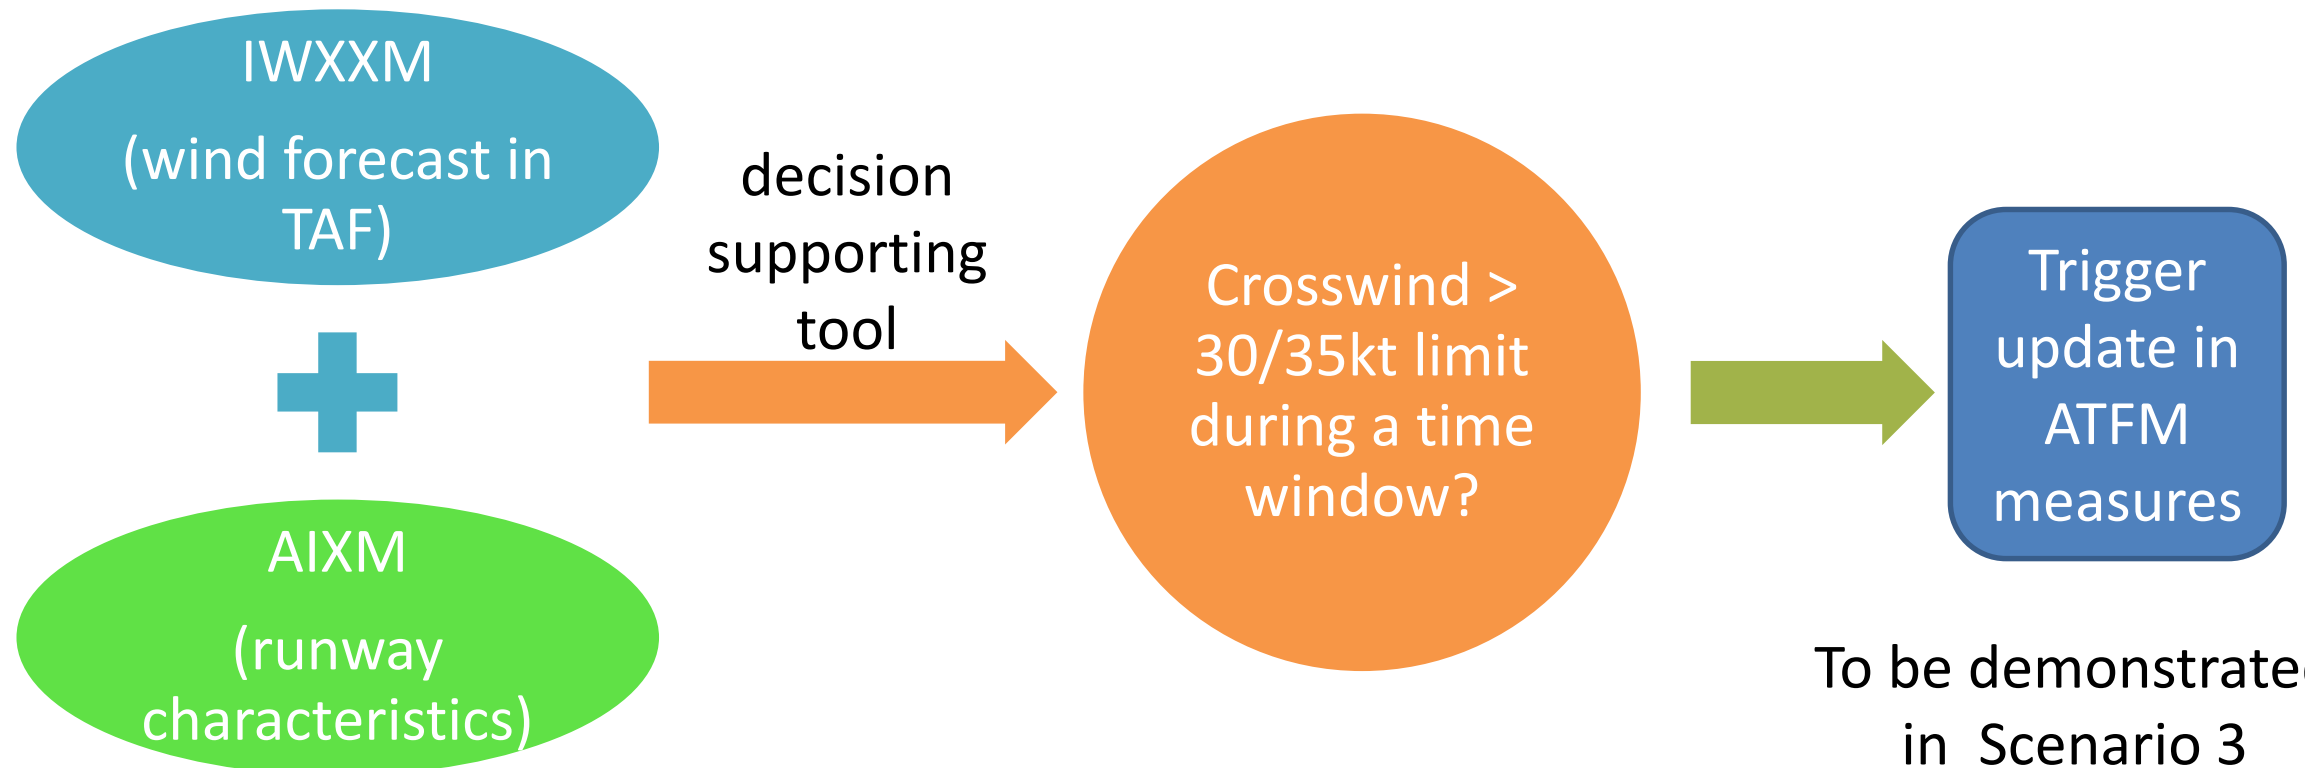 IWXXM
(wind forecast in
TAF)
AIXM
(runway
characteristics)
decision
supporting
tool
Crosswind >
30/35kt limit
during a time
window?
Trigger
update in
ATFM
measures
To be demonstrated
in  Scenario 3